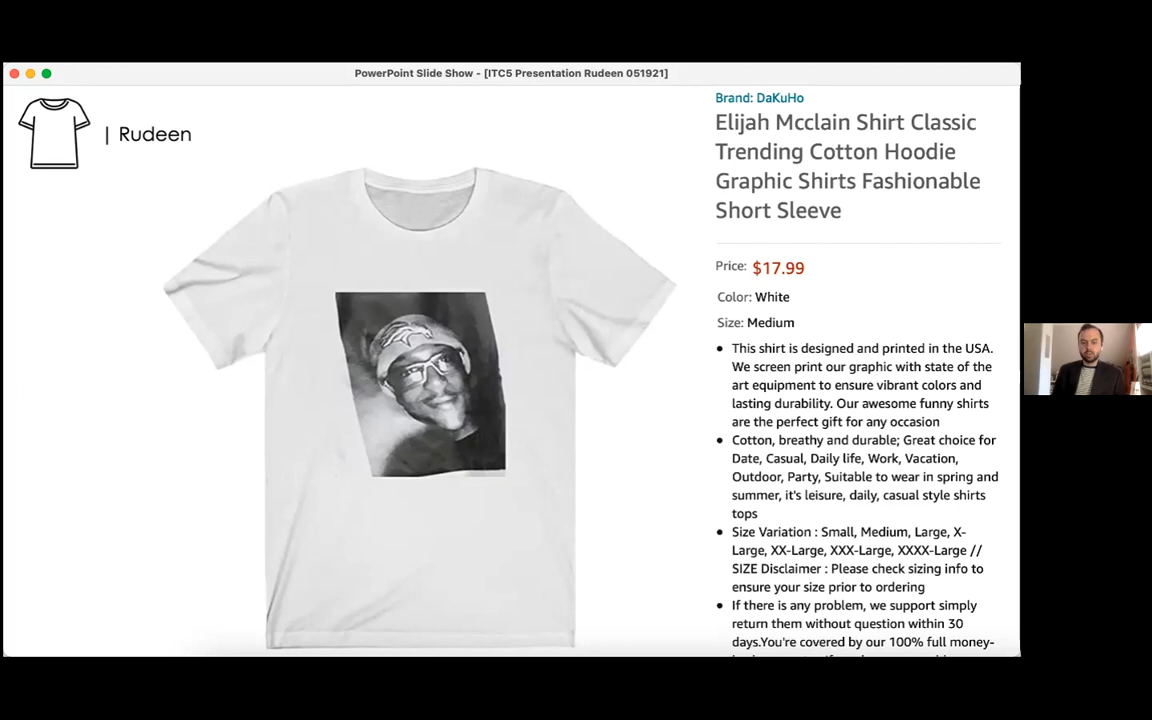 PowerPoint Slide Show - [ITC5 Presentation Rudeen 051921]
| Rudeen
Brand: DaKuHo
Elijah Mcclain Shirt Classic
Trending Cotton Hoodie
Graphic Shirts Fashionable
Short Sleeve
Price: $17.99
Color: White
Size: Medium
• This shirt is designed and printed in the USA.
We screen print our graphic with state of the
art equipment to ensure vibrant colors and
lasting durability. Our awesome funny shirts
are the perfect gift for any occasion
• Cotton, breathy and durable; Great choice for
Date, Casual, Daily life, Work, Vacation,
Outdoor, Party, Suitable to wear in spring and
summer, it's leisure, daily, casual style shirts
tops
• Size Variation : Small, Medium, Large, X-
Large, XX-Large, XXX-Large, XXXX-Large //
SIZE Disclaimer : Please check sizing info to
ensure your size prior to ordering
• If there is any problem, we support simply
return them without question within 30
days.You're covered by our 100% full money-